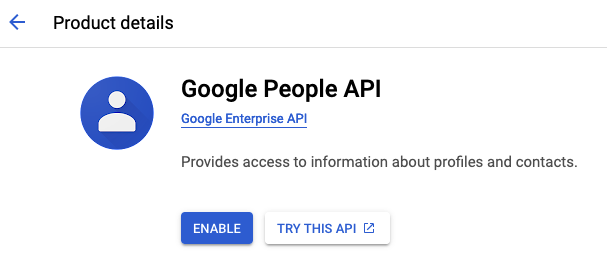 Product details
Google People API
Google Enterprise API
Provides access to information about profiles and contacts.
ENABLE
TRY THIS API